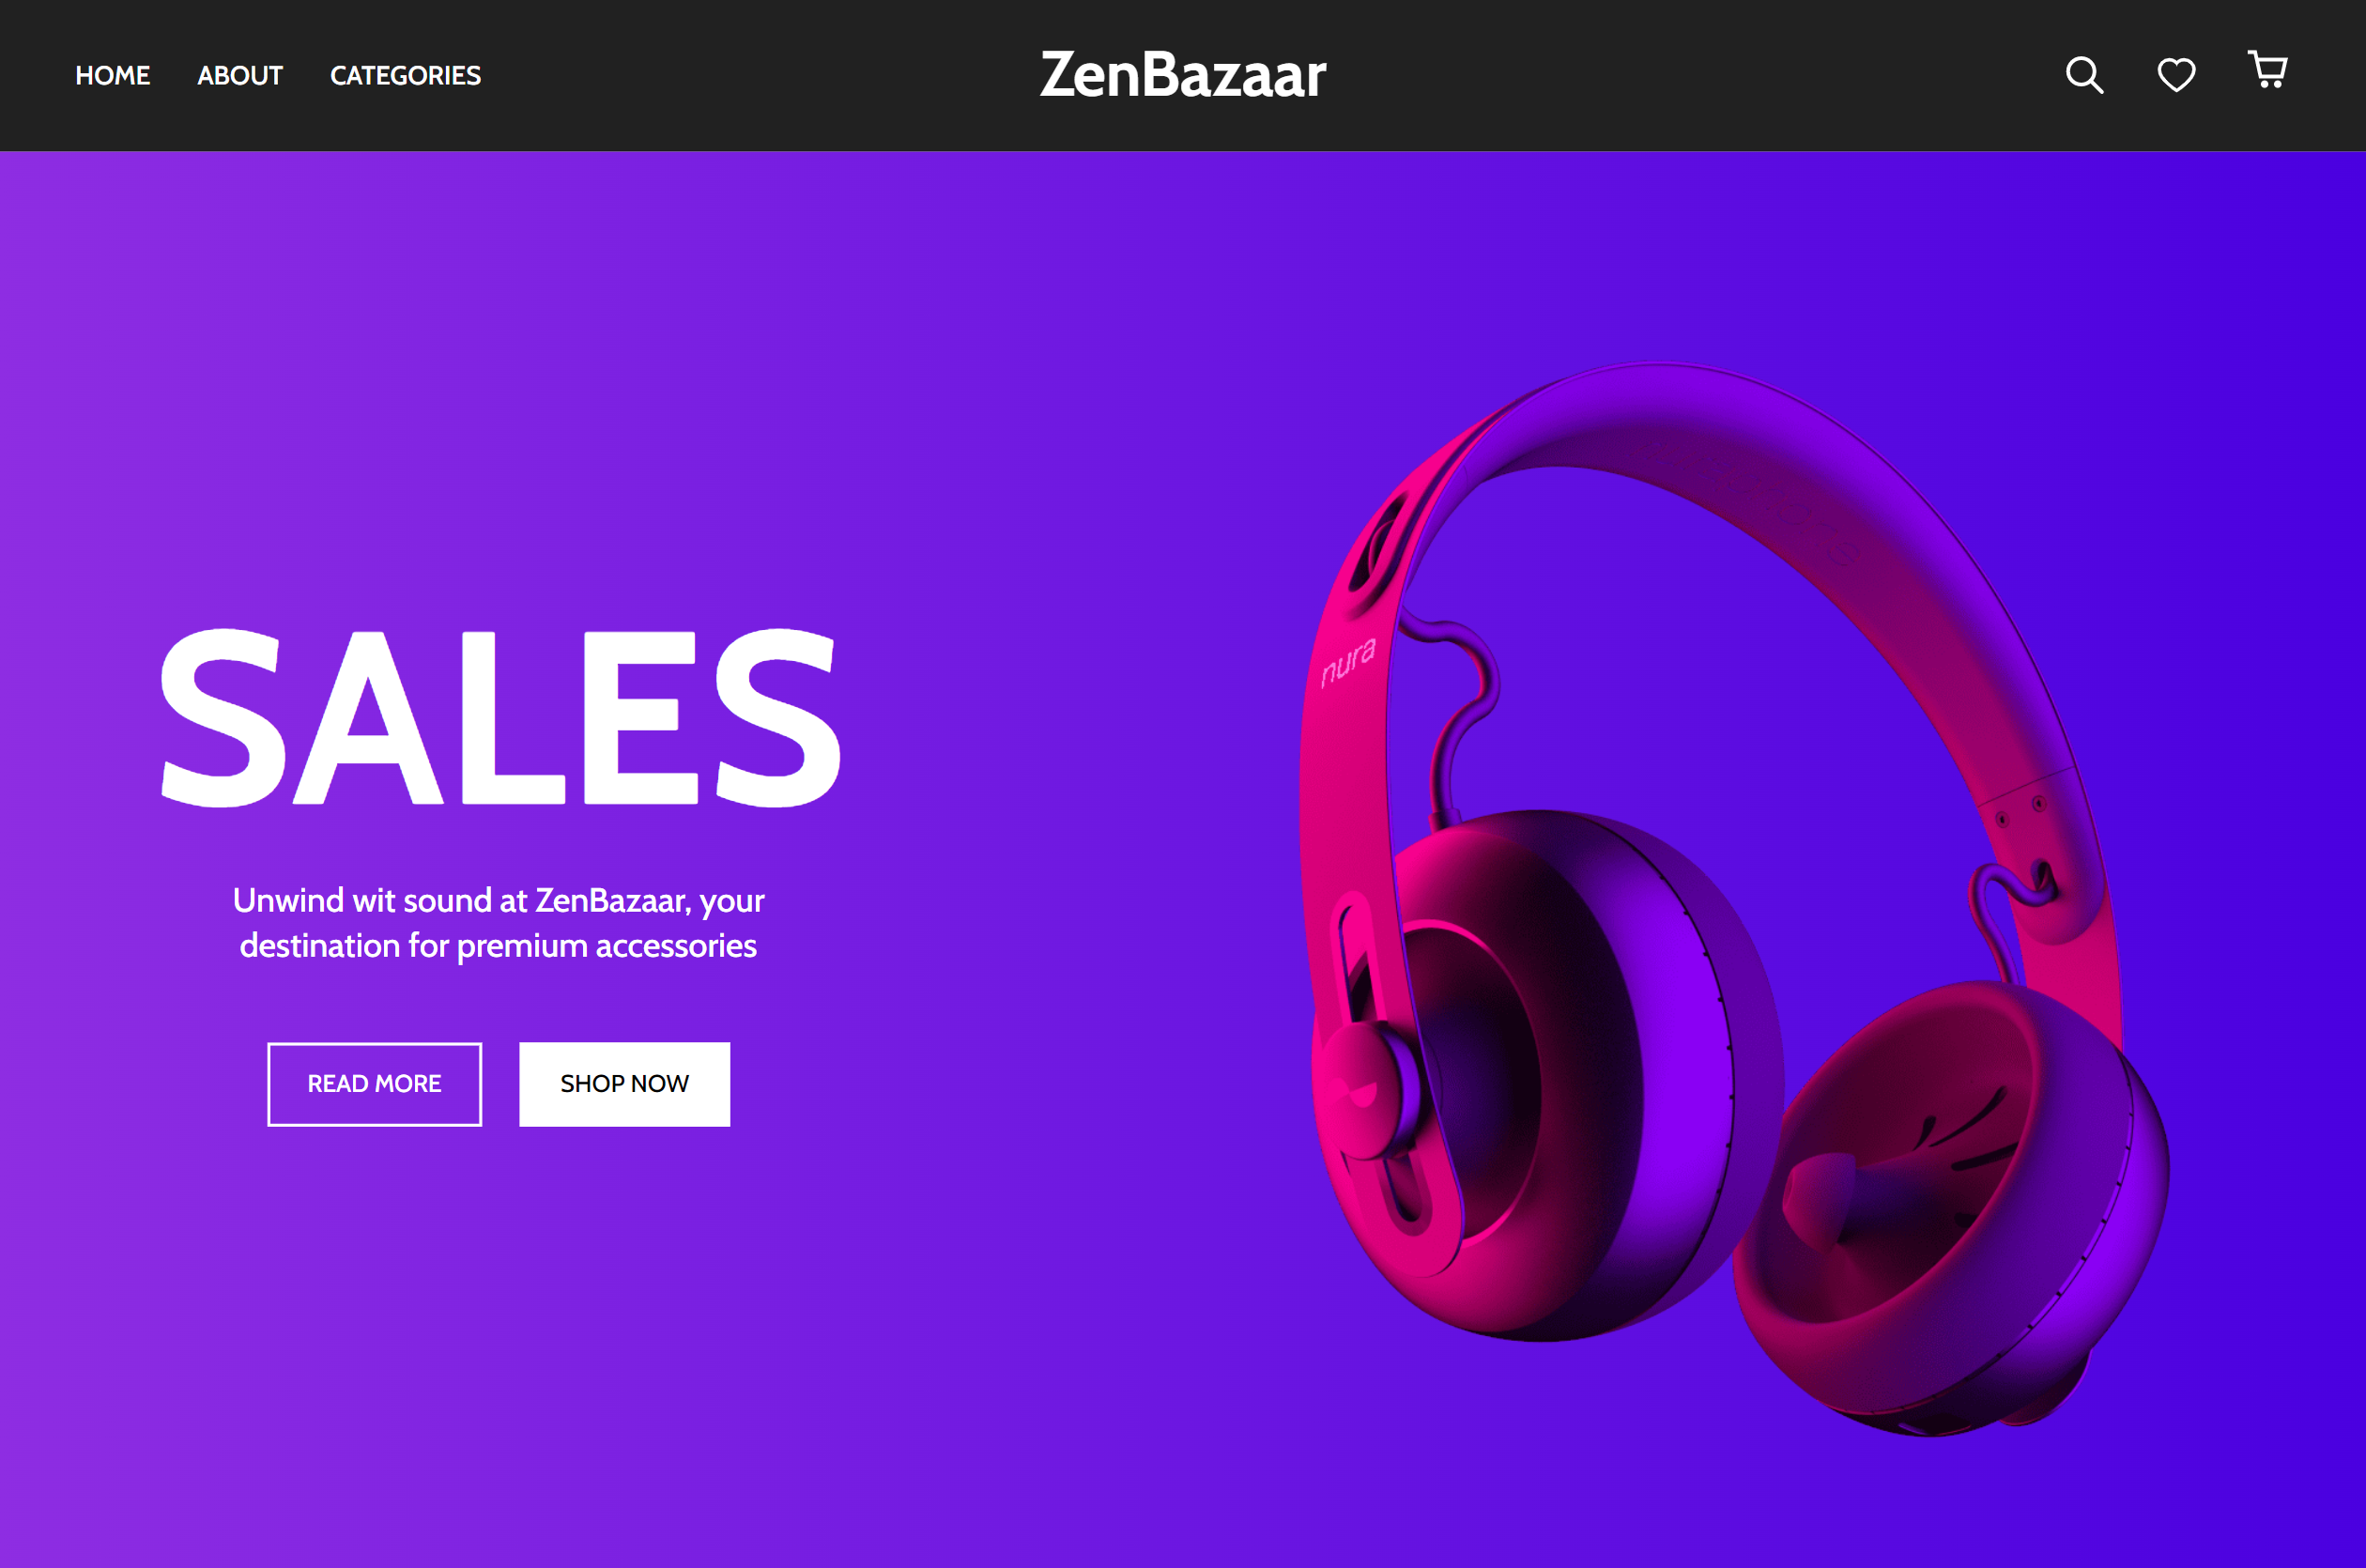 HOME ABOUT CATEGORIES ZenBazaar
SALES
Unwind wit sound at ZenBazaar, your
destination for premium accessories
READ MORE SHOP NOW
nura